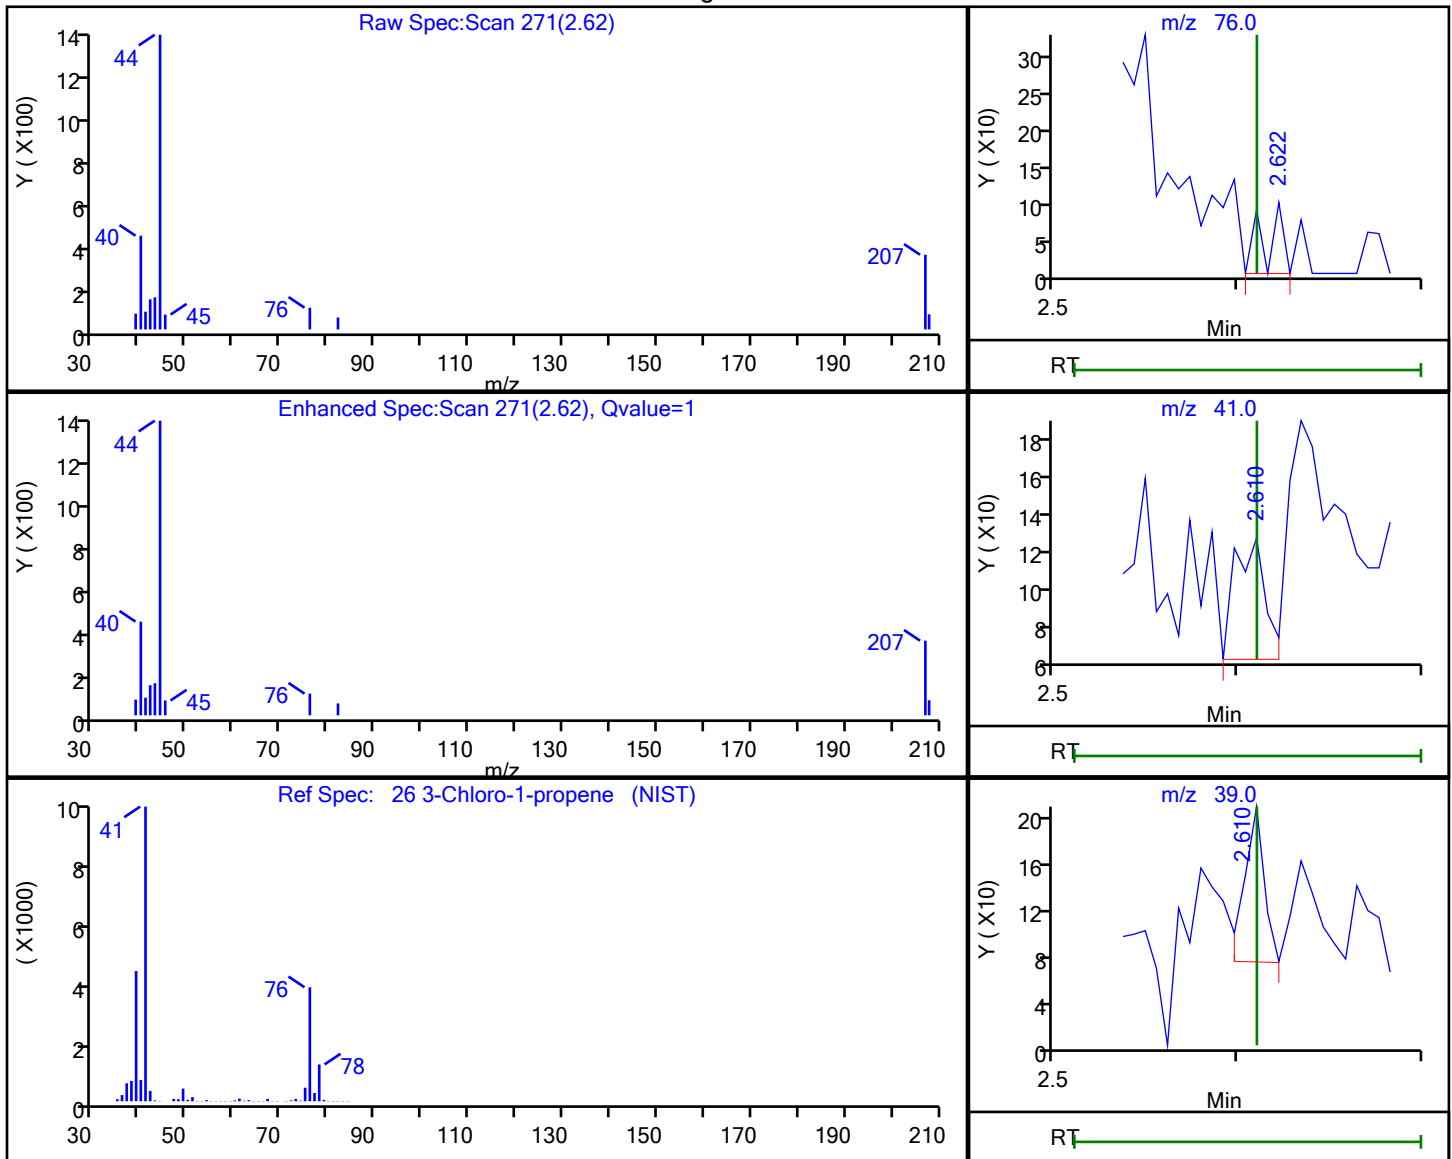 Raw Spec:Scan 271(2.62)
Y ( X100)
14
12
10
8
6
4
2
0
44
40
45
76
207
30 50 70 90 110 130 150 170 190 210
m/z
m/z 76.0
Y ( X10)
30
25
20
15
10
5
0
2.622
2.5
Min
RT
Enhanced Spec:Scan 271(2.62), Qvalue=1
Y ( X100)
14
12
10
8
6
4
2
0
44
40
45
76
207
30 50 70 90 110 130 150 170 190 210
m/z
m/z 41.0
Y ( X10)
18
16
14
12
10
8
6
2.610
2.5
Min
RT
Ref Spec: 26 3-Chloro-1-propene (NIST)
( X1000)
10
8
6
4
2
0
41
76
78
30 50 70 90 110 130 150 170 190 210
m/z 39.0
Y ( X10)
20
16
12
8
4
0
2.610
2.5
Min
RT